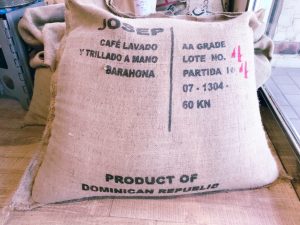 JOSEP
CAFÉ LAVADO
Y TRILLADO A MANO
BARAHONA
AA GRADE
LOTE NO. 4
PARTIDA 4
07 - 1304 -
60 KN
PRODUCT OF
DOMINICAN REPUBLIC